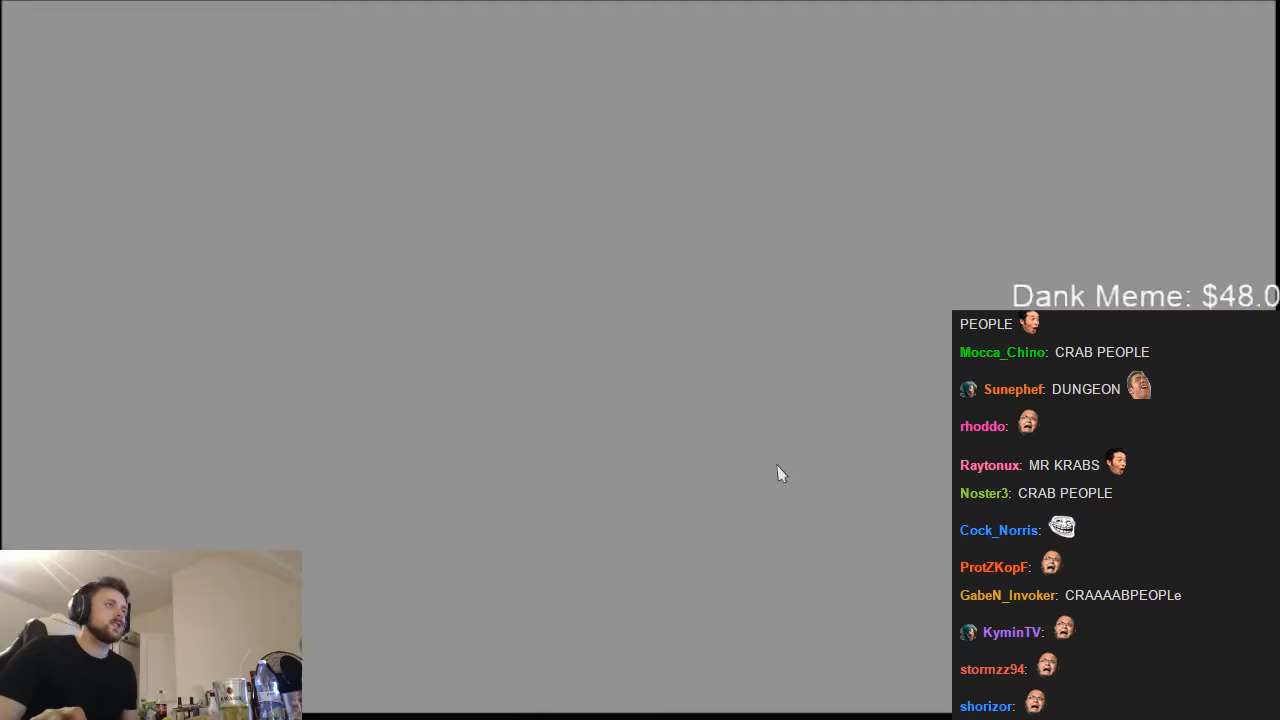 Dank Meme: $48.0
PEOPLE
Mocca_Chino: CRAB PEOPLE
Sunephef: DUNGEON
rhoddo:
Raytonux: MR KRABS
Noster3: CRAB PEOPLE
Cock_Norris:
ProtZKopF:
GabeN_Invoker: CRAAAABPEOPLe
KyminTV:
stormzz94:
shorizor: